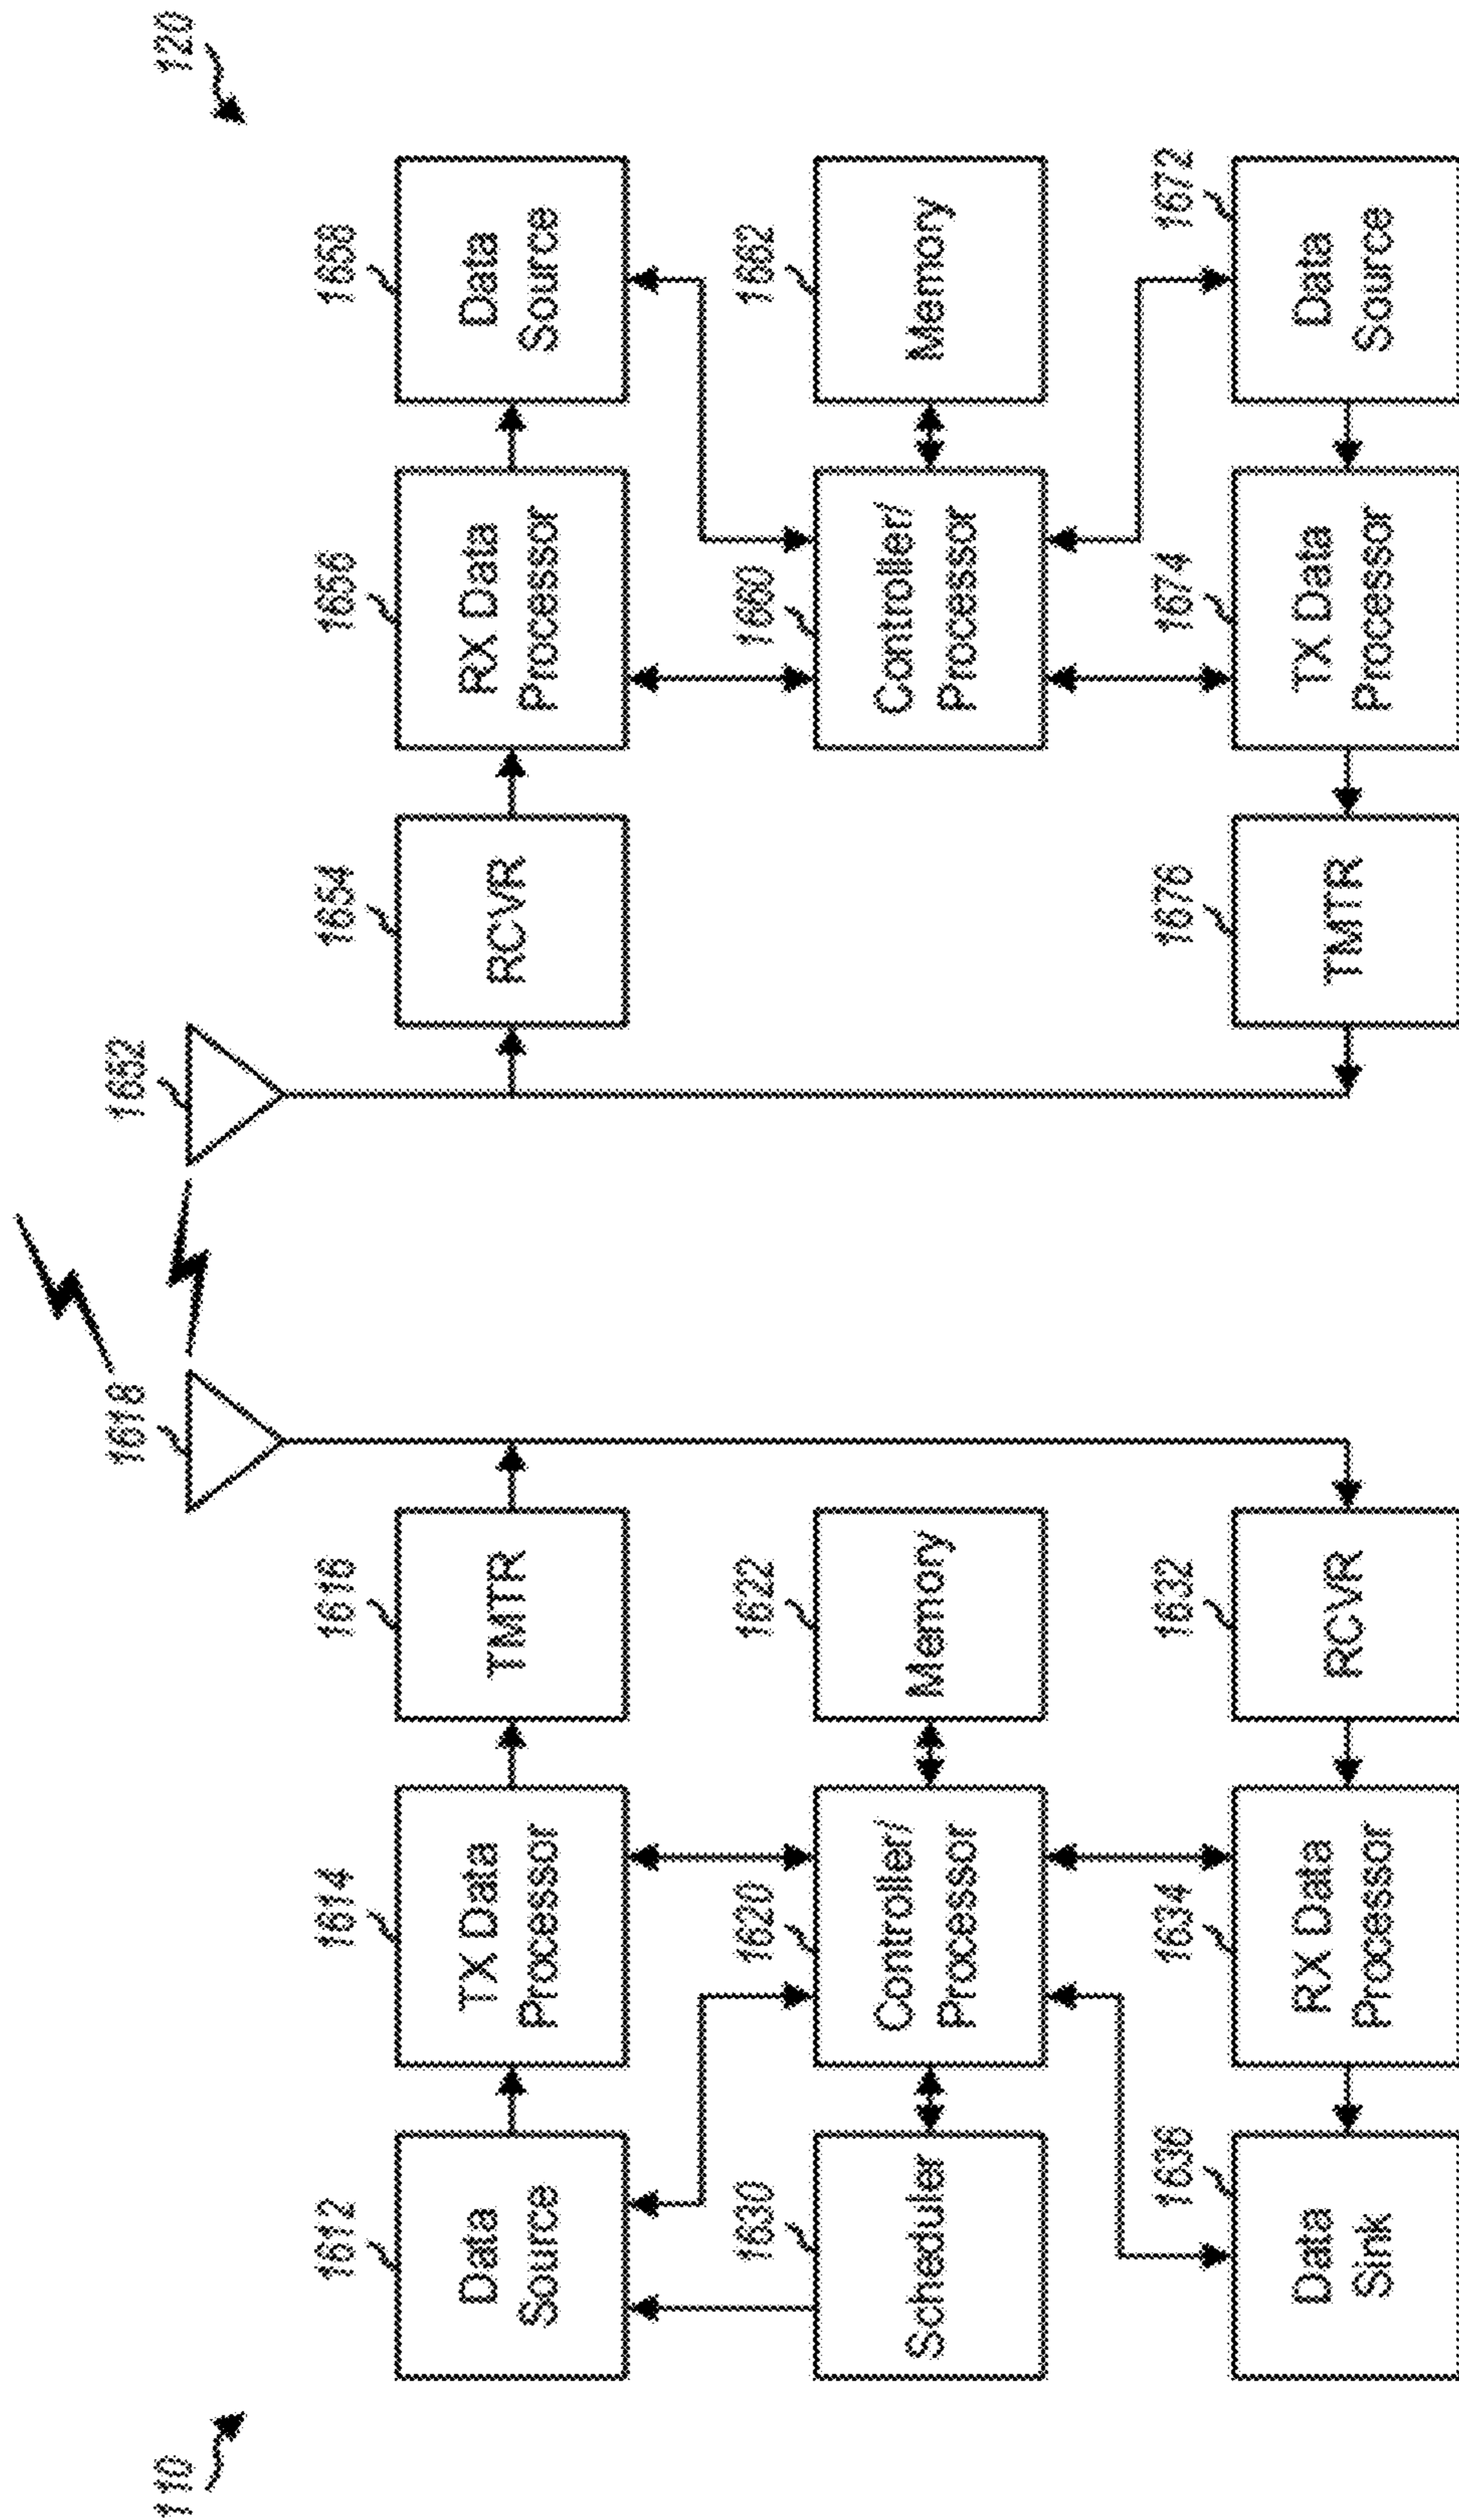 110
120
1618
1652
1612
1614
1616
1654
1656
1658
Data
Source
TX Data
Processor
TMTR
RCVR
RX Data
Processor
Data
Source
1630
1620
1622
1660
1662
Scheduler
Controller/
Processor
Memory
Controller/
Processor
Memory
1636
1634
1632
1676
1674
1672
Data
Sink
RX Data
Processor
RCVR
TMTR
TX Data
Processor
Data
Source